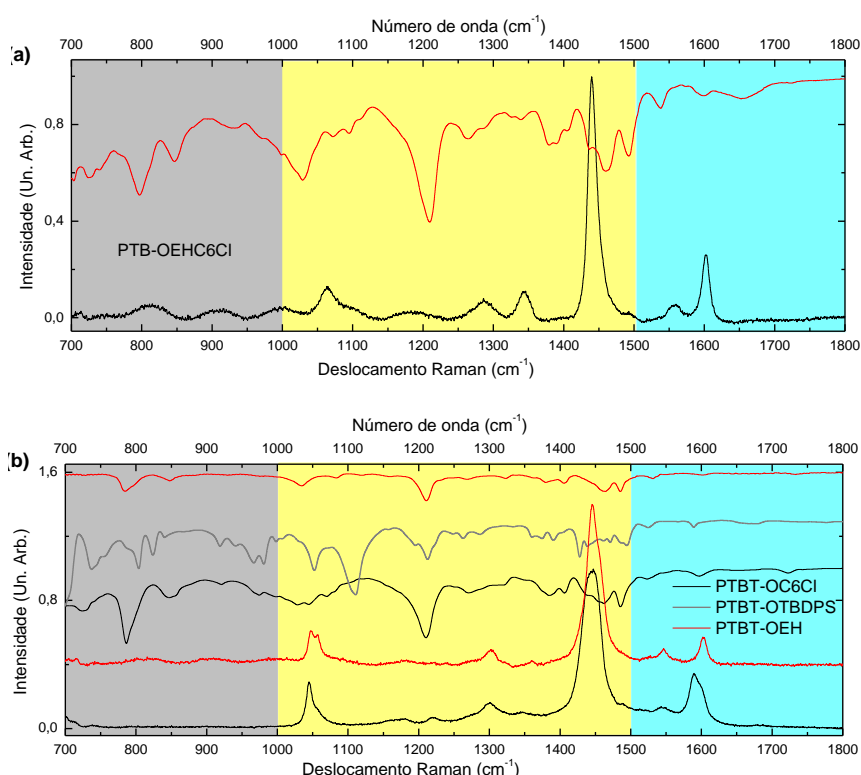 Número de onda (cm⁻¹)
700 800 900 1000 1100 1200 1300 1400 1500 1600 1700 1800
(a)
0,8
0,4
0,0
Intensidade (Un. Arb.)
PTB-OEHC6Cl
700 800 900 1000 1100 1200 1300 1400 1500 1600 1700 1800
Deslocamento Raman (cm⁻¹)
Número de onda (cm⁻¹)
700 800 900 1000 1100 1200 1300 1400 1500 1600 1700 1800
(b)
1,6
0,8
0,0
Intensidade (Un. Arb.)
PTBT-OC6Cl
PTBT-OTBDPS
PTBT-OEH
700 800 900 1000 1100 1200 1300 1400 1500 1600 1700 1800
Deslocamento Raman (cm⁻¹)